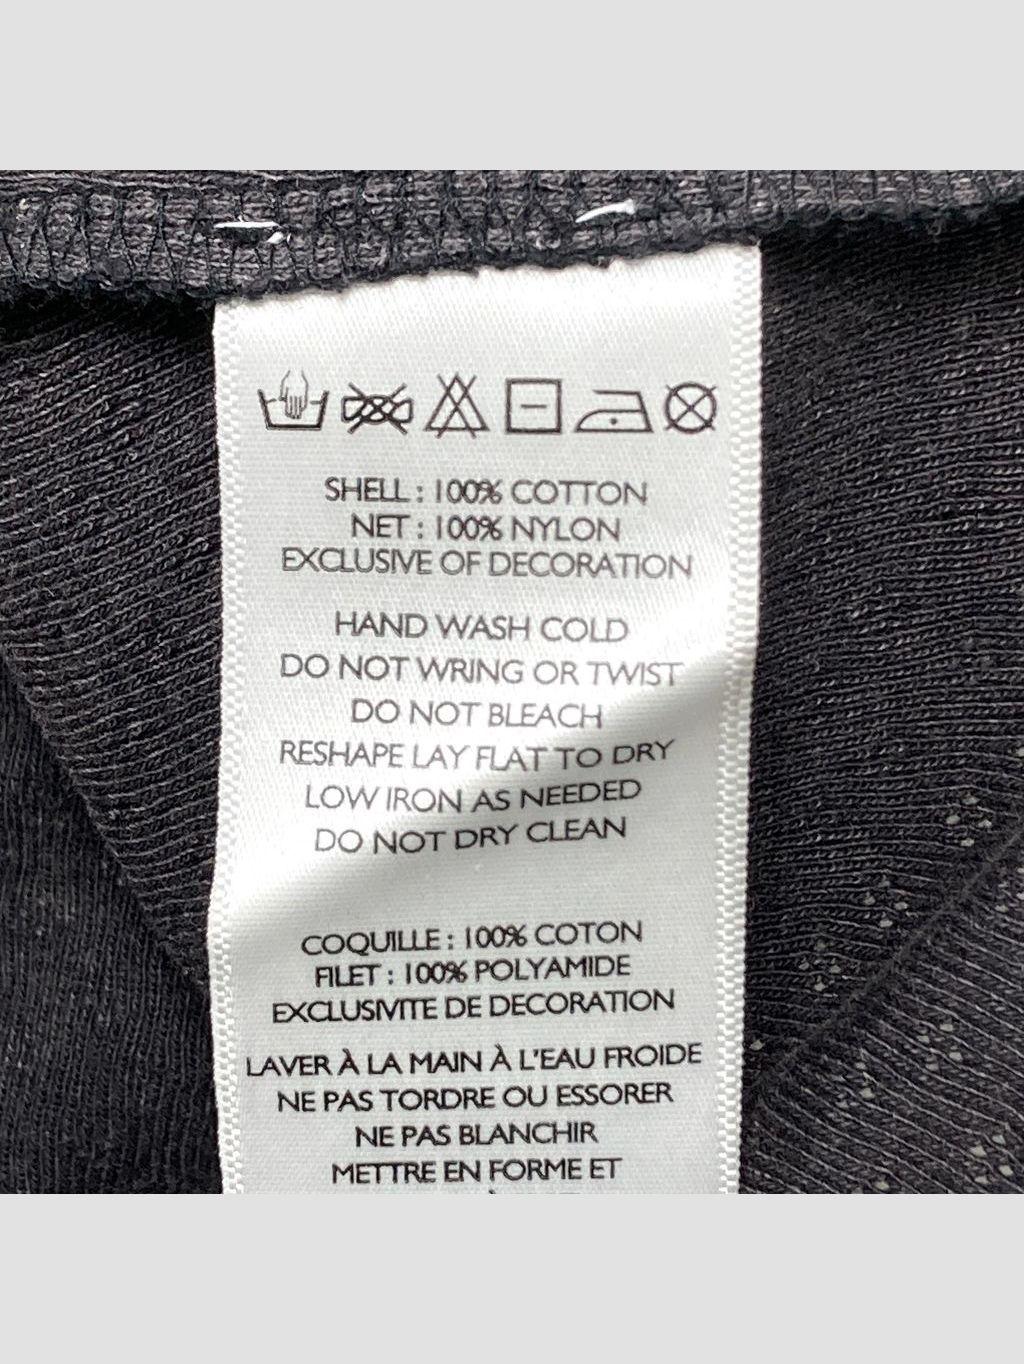 SHELL : 100% COTTON
NET : 100% NYLON
EXCLUSIVE OF DECORATION
HAND WASH COLD
DO NOT WRING OR TWIST
DO NOT BLEACH
RESHAPE LAY FLAT TO DRY
LOW IRON AS NEEDED
DO NOT DRY CLEAN
COQUILLE : 100% COTON
FILET : 100% POLYAMIDE
EXCLUSIVITE DE DECORATION
LAVER À LA MAIN À L'EAU FROIDE
NE PAS TORDRE OU ESSORER
NE PAS BLANCHIR
METTRE EN FORME ET